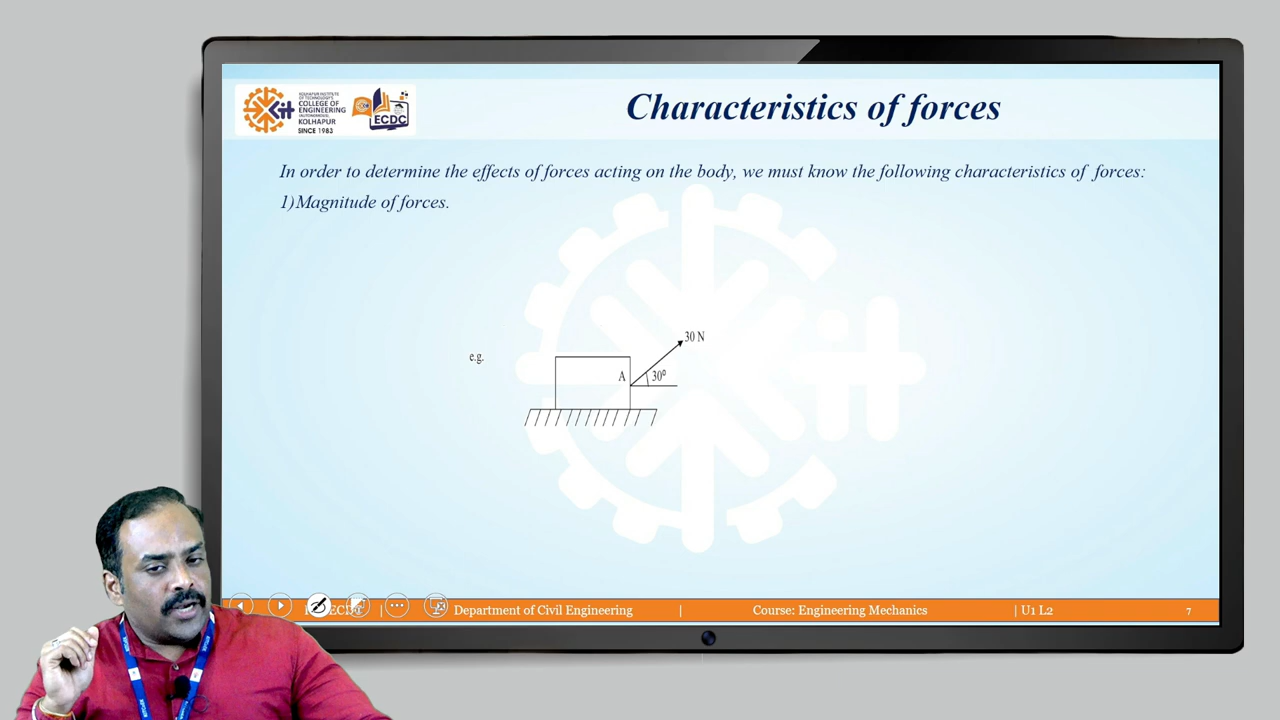 KOLHAPUR INSTITUTE
OF TECHNOLOGY'S
COLLEGE OF
ENGINEERING
(AUTONOMOUS),
KOLHAPUR
SINCE 1983
ECDC
Characteristics of forces
In order to determine the effects of forces acting on the body, we must know the following characteristics of forces:
1)Magnitude of forces.
30 N
e.g.
A
30⁰
Department of Civil Engineering | Course: Engineering Mechanics | U1 L2 7